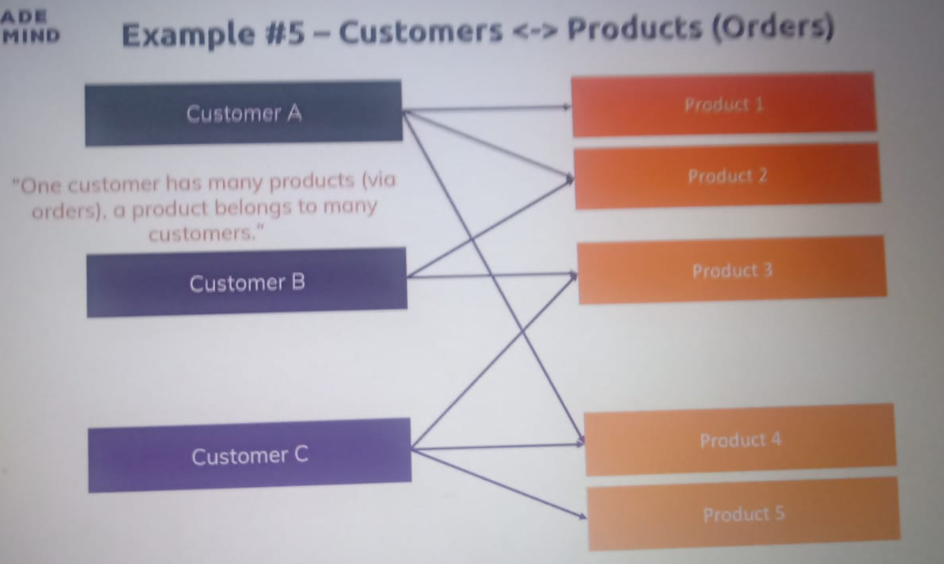 ADE
MIND
Example #5 – Customers <-> Products (Orders)
Customer A
Product 1
Product 2
"One customer has many products (via
orders), a product belongs to many
customers."
Customer B
Product 3
Customer C
Product 4
Product 5